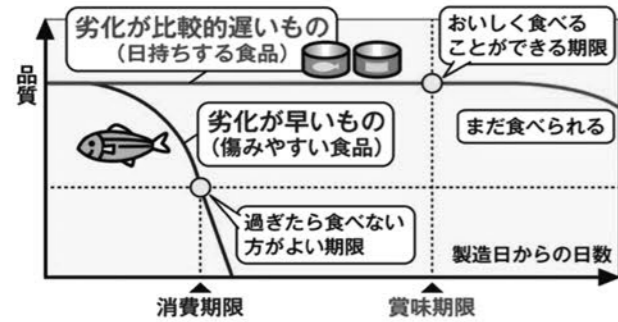 劣化が比較的遅いもの
（日持ちする食品）
おいしく食べる
ことができる期限
品質
劣化が早いもの
（傷みやすい食品）
まだ食べられる
過ぎたら食べない
方がよい期限
製造日からの日数
消費期限
賞味期限